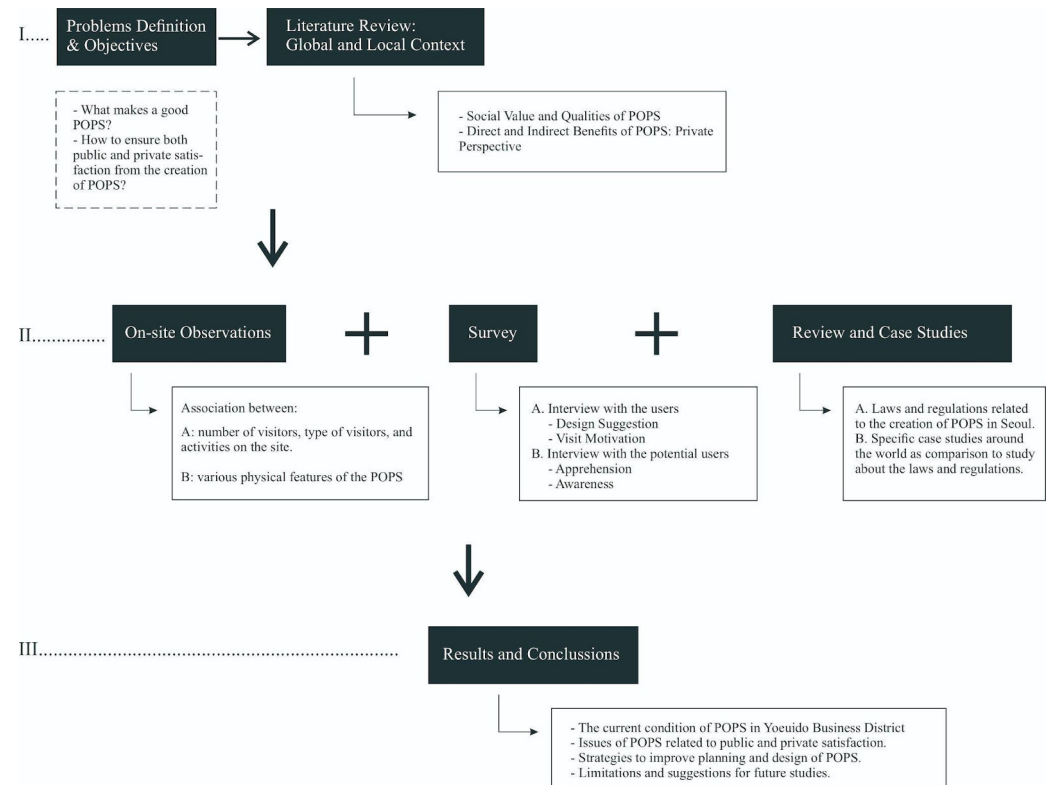 I.....
Problems Definition
& Objectives
Literature Review:
Global and Local Context
- What makes a good
POPS?
- How to ensure both
public and private satis-
faction from the creation
of POPS?
- Social Value and Qualities of POPS
- Direct and Indirect Benefits of POPS: Private
Perspective
II...............
On-site Observations
Survey
Review and Case Studies
Association between:
A: number of visitors, type of visitors, and
activities on the site.
B: various physical features of the POPS
A. Interview with the users
- Design Suggestion
- Visit Motivation
B. Interview with the potential users
- Apprehension
- Awareness
A. Laws and regulations related
to the creation of POPS in Seoul.
B. Specific case studies around
the world as comparison to study
about the laws and regulations.
III.........................................................................
Results and Conclussions
- The current condition of POPS in Yoeuido Business District
- Issues of POPS related to public and private satisfaction.
- Strategies to improve planning and design of POPS.
- Limitations and suggestions for future studies.